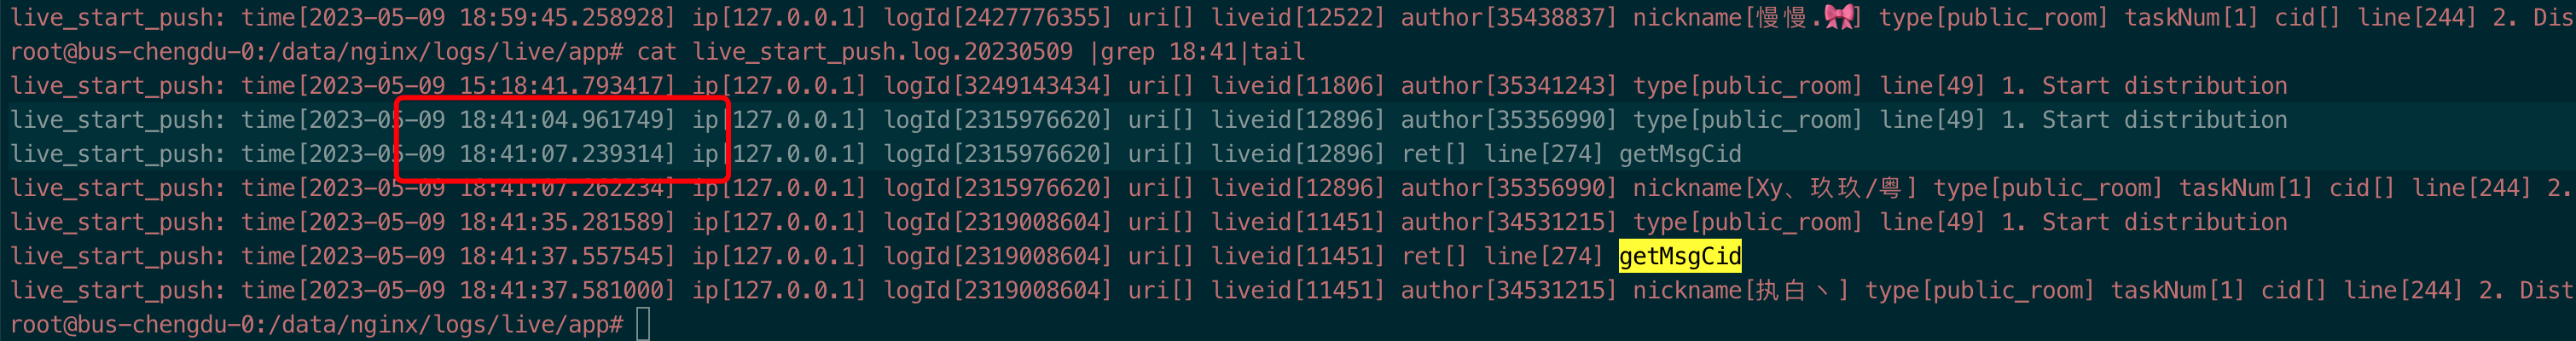 live_start_push: time[2023-05-09 18:59:45.258928] ip[127.0.0.1] logId[2427776355] uri[] liveid[12522] author[35438837] nickname[慢慢.🎀] type[public_room] taskNum[1] cid[] line[244] 2. Dis
root@bus-chengdu-0:/data/nginx/logs/live/app# cat live_start_push.log.20230509 |grep 18:41|tail
live_start_push: time[2023-05-09 15:18:41.793417] ip[127.0.0.1] logId[3249143434] uri[] liveid[11806] author[35341243] type[public_room] line[49] 1. Start distribution
live_start_push: time[2023-05-09 18:41:04.961749] ip[127.0.0.1] logId[2315976620] uri[] liveid[12896] author[35356990] type[public_room] line[49] 1. Start distribution
live_start_push: time[2023-05-09 18:41:07.239314] ip[127.0.0.1] logId[2315976620] uri[] liveid[12896] ret[] line[274] getMsgCid
live_start_push: time[2023-05-09 18:41:07.262234] ip[127.0.0.1] logId[2315976620] uri[] liveid[12896] author[35356990] nickname[Xy、玖玖/粤] type[public_room] taskNum[1] cid[] line[244] 2.
live_start_push: time[2023-05-09 18:41:35.281589] ip[127.0.0.1] logId[2319008604] uri[] liveid[11451] author[34531215] type[public_room] line[49] 1. Start distribution
live_start_push: time[2023-05-09 18:41:37.557545] ip[127.0.0.1] logId[2319008604] uri[] liveid[11451] ret[] line[274] getMsgCid
live_start_push: time[2023-05-09 18:41:37.581000] ip[127.0.0.1] logId[2319008604] uri[] liveid[11451] author[34531215] nickname[执白丶] type[public_room] taskNum[1] cid[] line[244] 2. Dist
root@bus-chengdu-0:/data/nginx/logs/live/app#